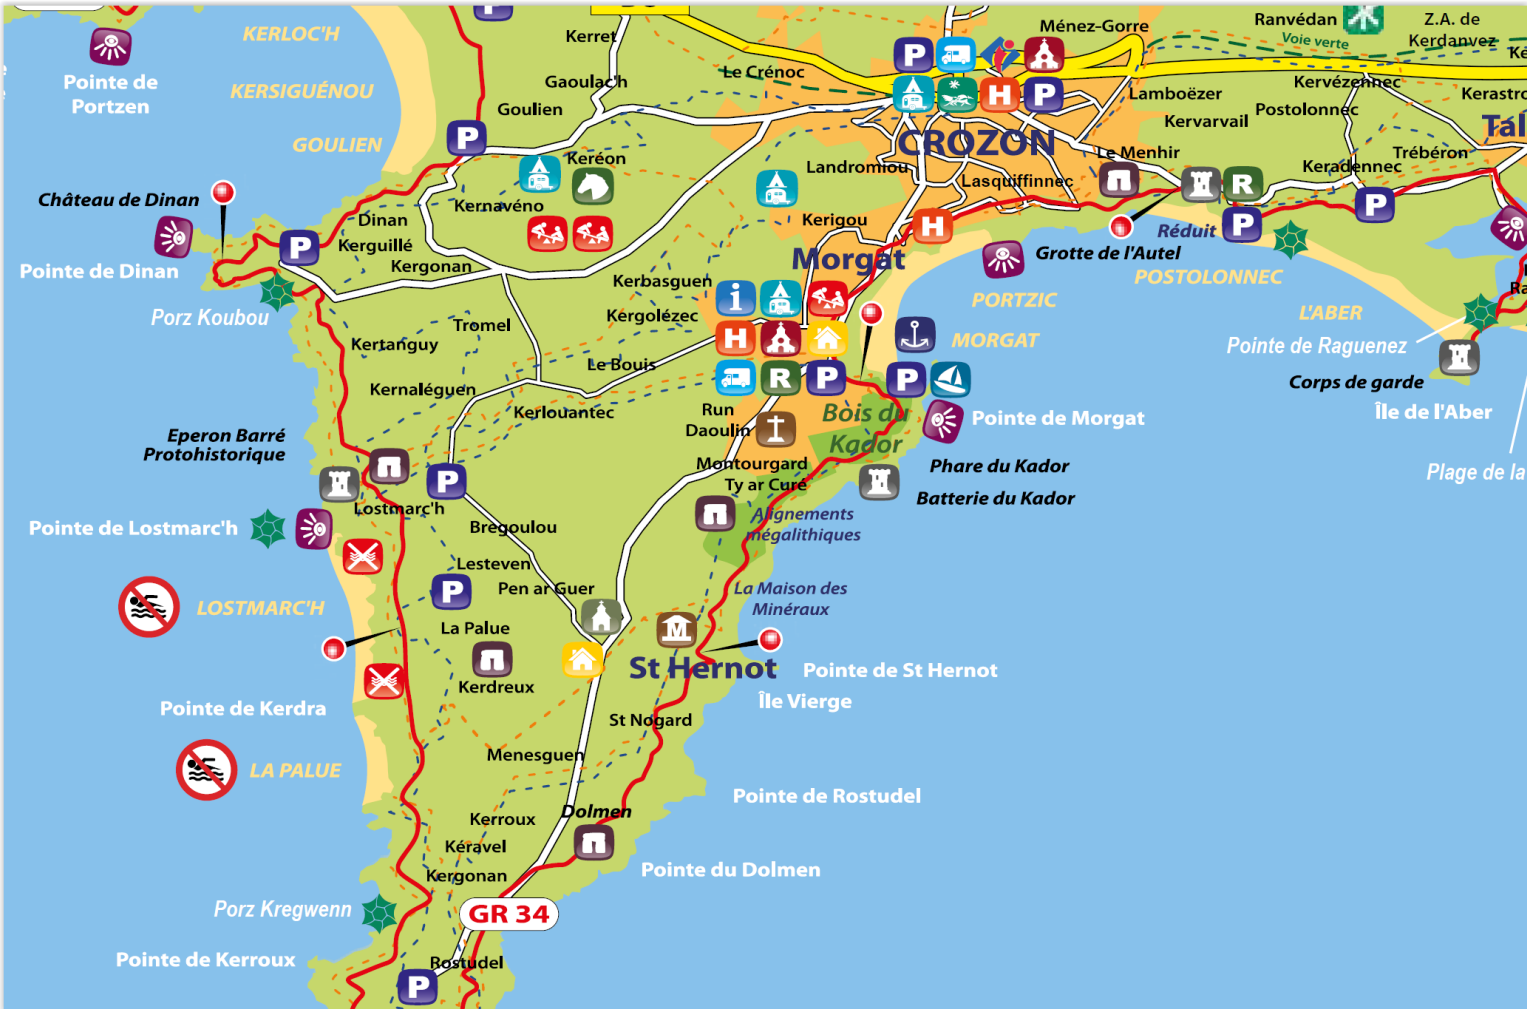 KERLOC'H
Kerret
Ménez-Gorre
Ranvédan
Z.A. de
Kerdanvez
Voie verte
Pointe de
Portzen
KERSIGUÉNOU
Gaoulac'h
Le Crénoc
P
H
P
Lamboëzer
Kervézennec
Goulien
Postolonnec
Kervarvail
GOULIEN
P
CROZON
Le Menhir
Landromiou
Lasquiffinnec
Keradennec
Trébéron
Keréon
R
Château de Dinan
Kernavéno
Dinan
Kerigou
H
P
P
Réduit
Pointe de Dinan
P
Kerguillé
Kergonan
Morgat
Grotte de l'Autel
POSTOLONNEC
Kerbasguen
i
PORTZIC
Porz Koubou
Kergolézec
L'ABER
Tromel
Kertanguy
H
MORGAT
Pointe de Raguenez
Le Bouis
Kernaléguen
R
P
P
Corps de garde
Kerlouantec
Run
Daoulin
Bois du
Kador
Pointe de Morgat
Île de l'Aber
Eperon Barré
Protohistorique
Montourgard
Ty ar Curé
Phare du Kador
Batterie du Kador
Plage de la
P
Lostmarc'h
Bregoulou
Alignements
mégalithiques
Pointe de Lostmarc'h
Lesteven
Pen ar Guer
P
La Maison des
Minéraux
LOSTMARC'H
La Palue
M
St Hernot
Pointe de St Hernot
Kerdreux
Île Vierge
Pointe de Kerdra
St Nogard
Menesguen
LA PALUE
Pointe de Rostudel
Dolmen
Kerroux
Kéravel
Kergonan
Pointe du Dolmen
Porz Kregwenn
GR 34
Pointe de Kerroux
Rostudel
P